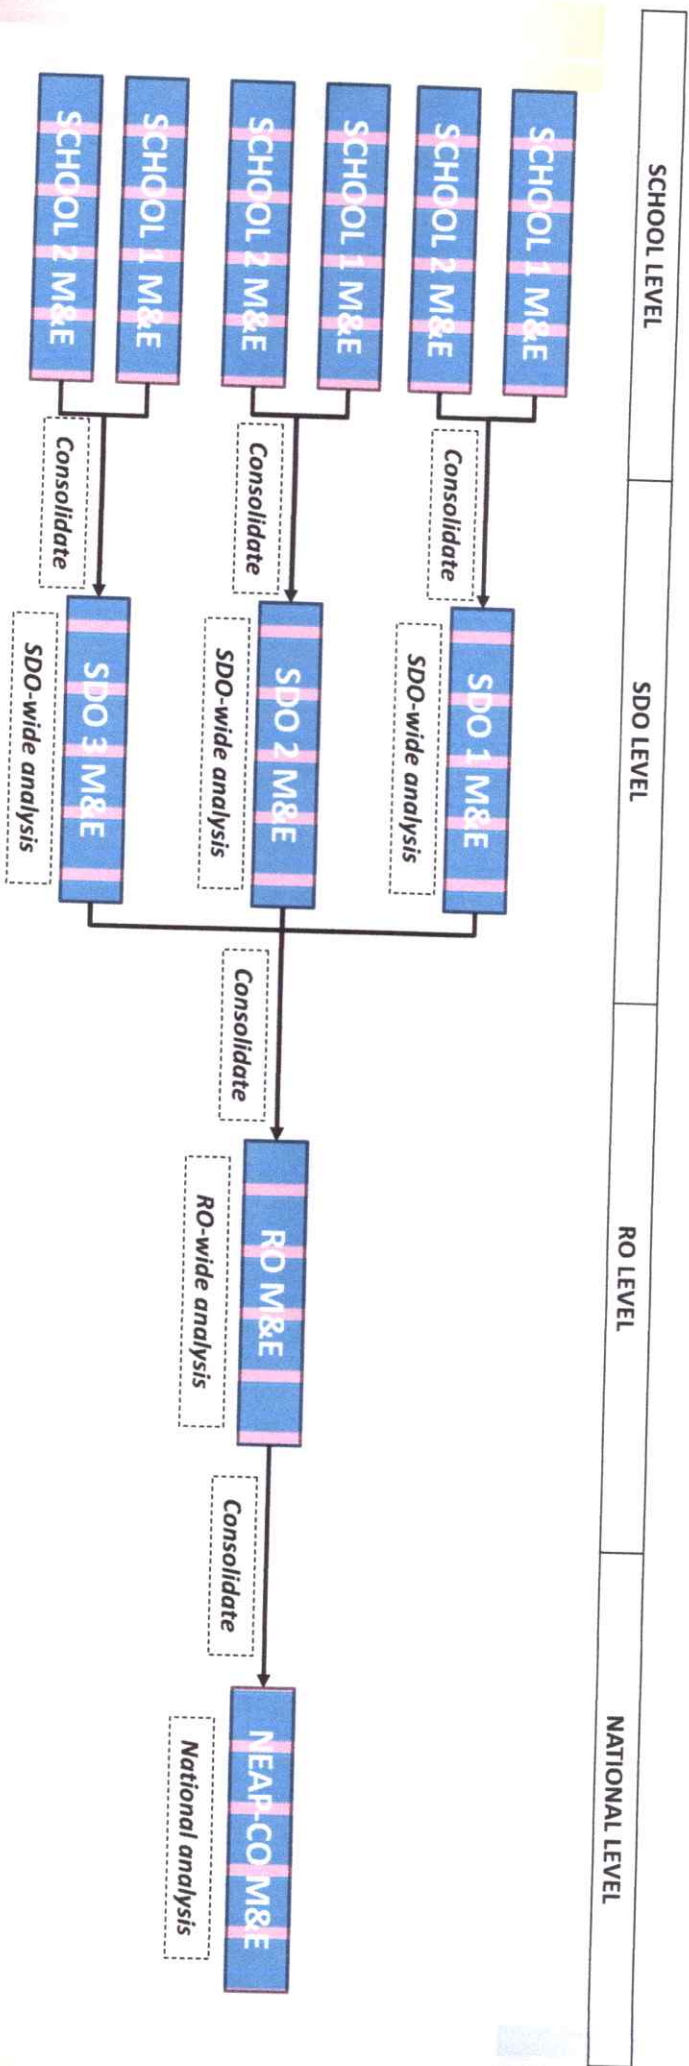 SCHOOL LEVEL
SDO LEVEL
RO LEVEL
NATIONAL LEVEL
SCHOOL 1 M&E
SCHOOL 2 M&E
Consolidate
SDO 1 M&E
SDO-wide analysis
SCHOOL 1 M&E
SCHOOL 2 M&E
Consolidate
SDO 2 M&E
SDO-wide analysis
SCHOOL 1 M&E
SCHOOL 2 M&E
Consolidate
SDO 3 M&E
SDO-wide analysis
Consolidate
RO M&E
RO-wide analysis
Consolidate
NEAP-CO M&E
National analysis